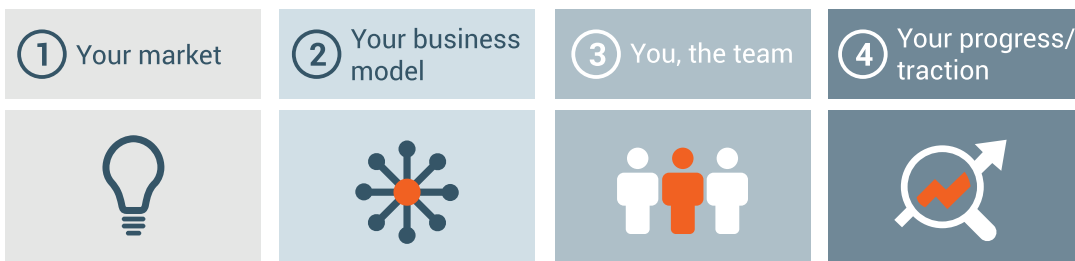 1 Your market
2 Your business
model
3 You, the team
4 Your progress/
traction